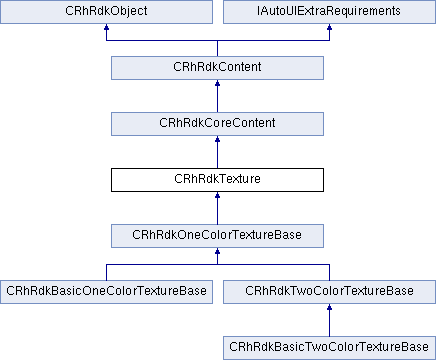 CRhRdkObject
IAutoUIExtraRequirements
CRhRdkContent
CRhRdkCoreContent
CRhRdkTexture
CRhRdkOneColorTextureBase
CRhRdkBasicOneColorTextureBase
CRhRdkTwoColorTextureBase
CRhRdkBasicTwoColorTextureBase